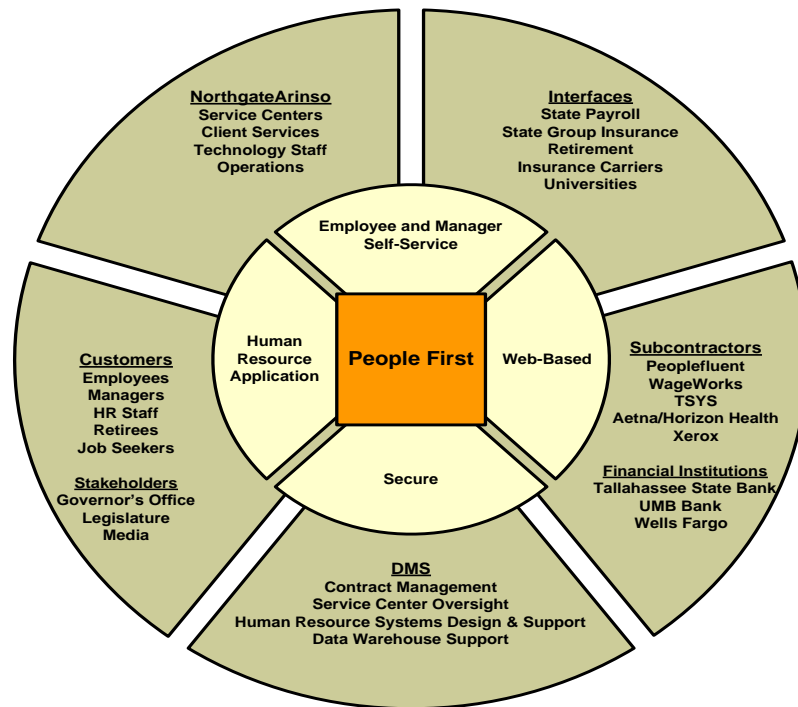 NorthgateArinso
Service Centers
Client Services
Technology Staff
Operations
Interfaces
State Payroll
State Group Insurance
Retirement
Insurance Carriers
Universities
Employee and Manager
Self-Service
Human
Resource
Application
People First
Web-Based
Secure
Customers
Employees
Managers
HR Staff
Retirees
Job Seekers
Stakeholders
Governor's Office
Legislature
Media
Subcontractors
Peoplefluent
WageWorks
TSYS
Aetna/Horizon Health
Xerox
Financial Institutions
Tallahassee State Bank
UMB Bank
Wells Fargo
DMS
Contract Management
Service Center Oversight
Human Resource Systems Design & Support
Data Warehouse Support